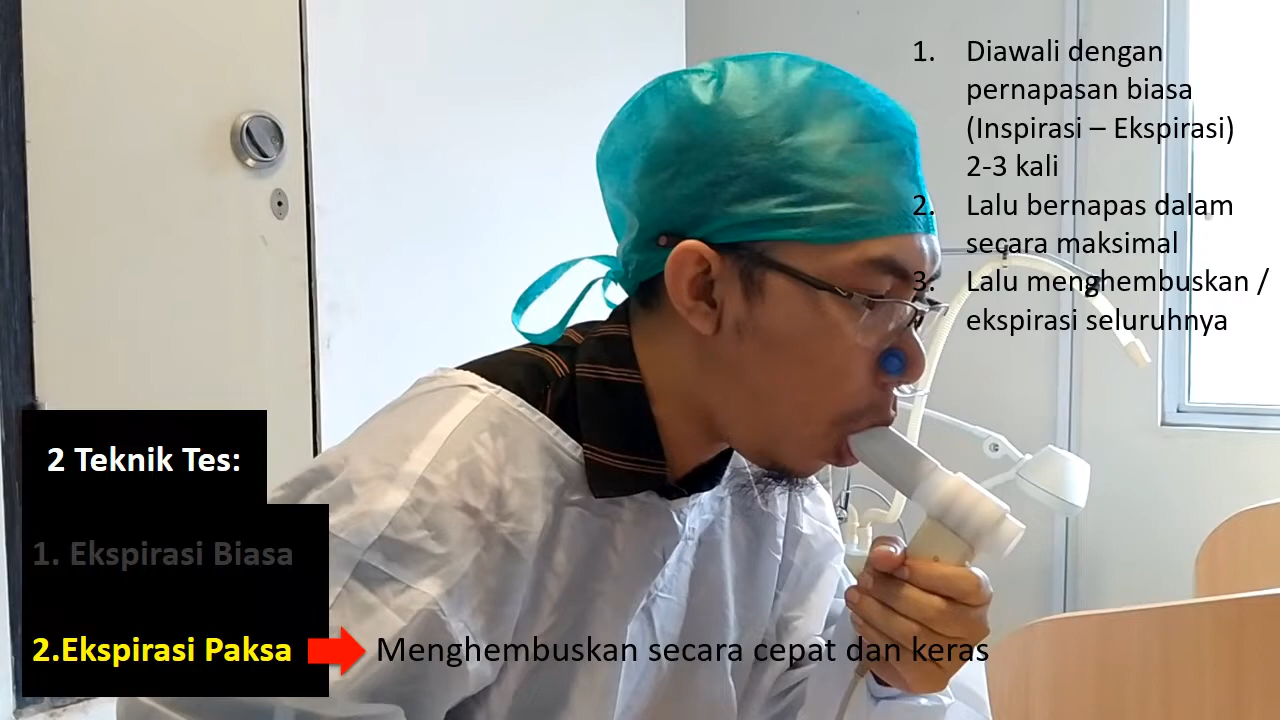 1. Diawali dengan
pernapasan biasa
(Inspirasi – Ekspirasi)
2-3 kali
2. Lalu bernapas dalam
secara maksimal
3. Lalu menghembuskan /
ekspirasi seluruhnya
2 Teknik Tes:
1. Ekspirasi Biasa
2.Ekspirasi Paksa
Menghembuskan secara cepat dan keras